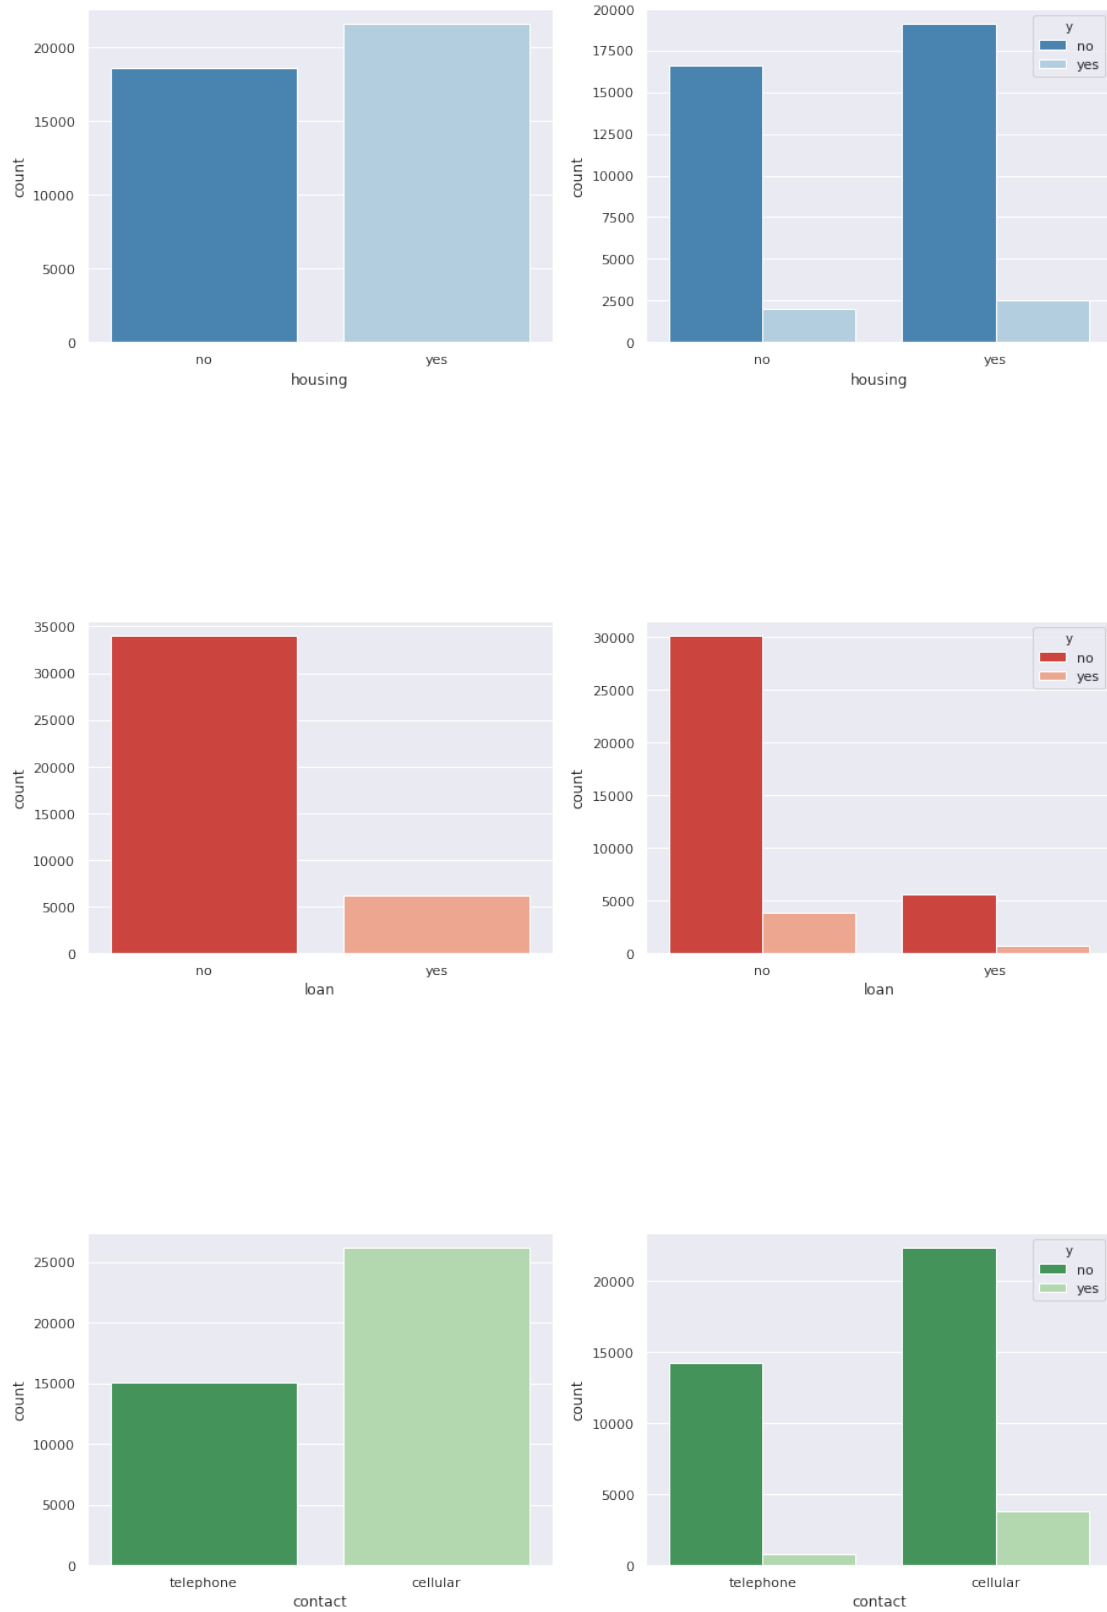 20000
15000
10000
5000
0
count
no yes
housing
20000
17500
15000
12500
10000
7500
5000
2500
0
count
y
no
yes
no yes
housing
35000
30000
25000
20000
15000
10000
5000
0
count
no yes
loan
30000
25000
20000
15000
10000
5000
0
count
y
no
yes
no yes
loan
25000
20000
15000
10000
5000
0
count
telephone cellular
contact
20000
15000
10000
5000
0
count
y
no
yes
telephone cellular
contact